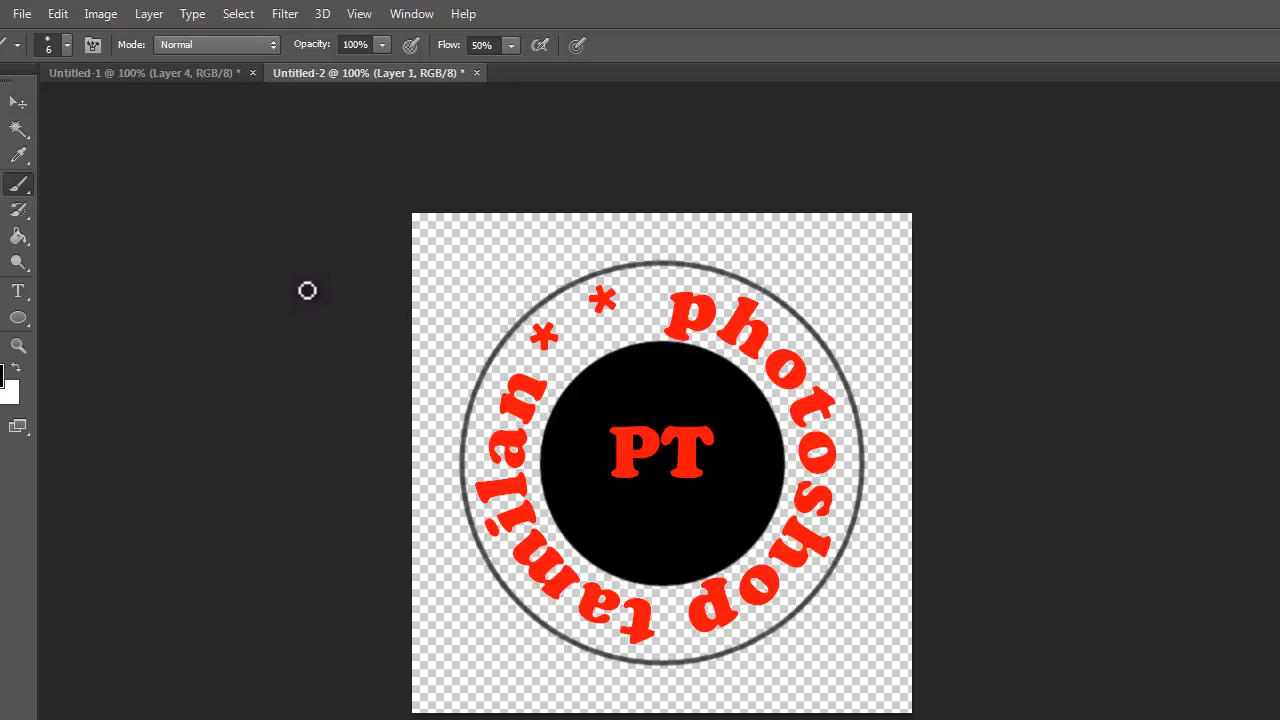 File Edit Image Layer Type Select Filter 3D View Window Help
6 Mode: Normal Opacity: 100% Flow: 50%
Untitled-1 @ 100% (Layer 4, RGB/8) * × Untitled-2 @ 100% (Layer 1, RGB/8) * ×
T
* * photoshop tamilan
PT